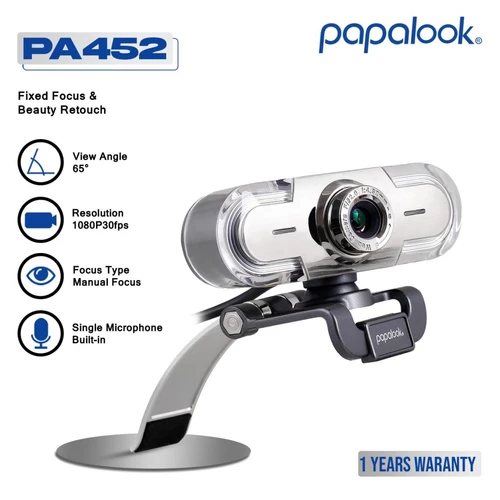 PA452
papalook®
Fixed Focus &
Beauty Retouch
View Angle
65°
Resolution
1080P30fps
Focus Type
Manual Focus
Single Microphone
Built-in
papalook®
1 YEARS WARANTY